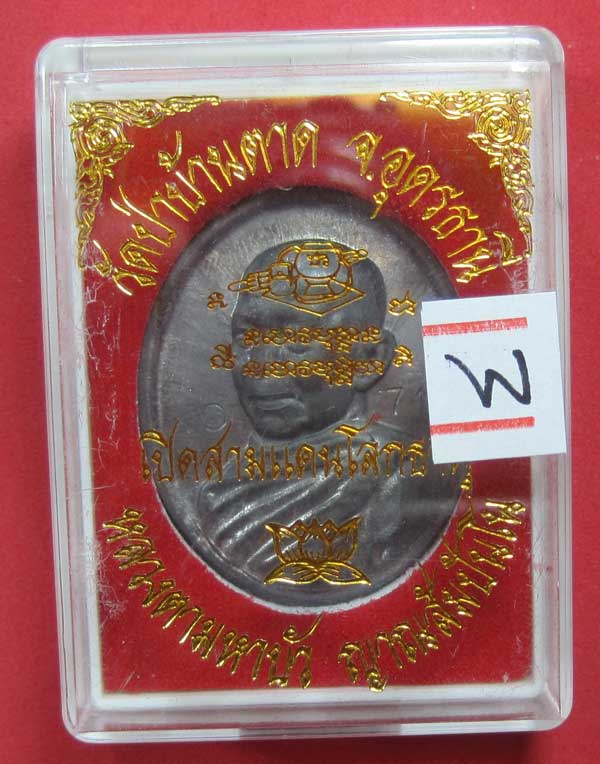 วัดป่าบ้านตาด จ.อุดรธานี
พ
71
เปิดสามแดนโลกธา
หลวงตามหาบัว ญาณสัมปันโน